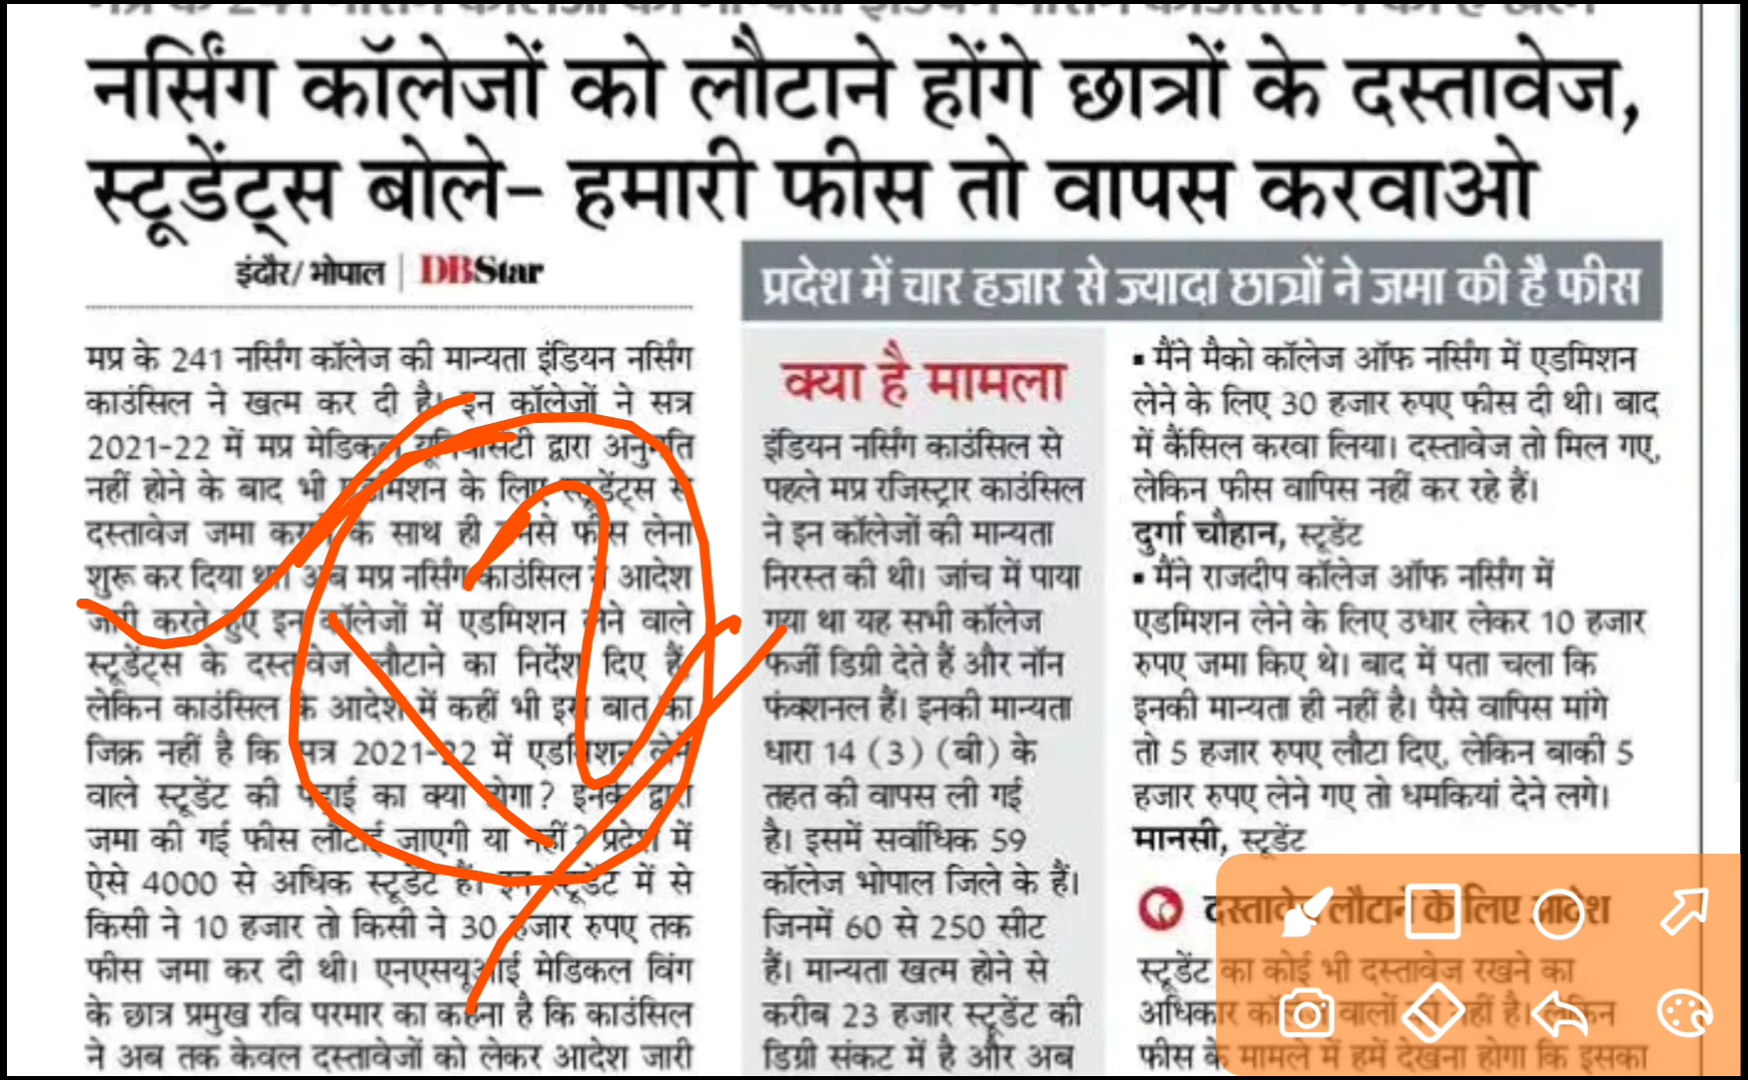 नर्सिंग कॉलेजों को लौटाने होंगे छात्रों के दस्तावेज,
स्टूडेंट्स बोले- हमारी फीस तो वापस करवाओ
इंदौर/भोपाल | DBStar
मप्र के 241 नर्सिंग कॉलेज की मान्यता इंडियन नर्सिंग
काउंसिल ने खत्म कर दी है। इन कॉलेजों ने सत्र
2021-22 में मप्र मेडिकल यूनिवर्सिटी द्वारा अनुमति
नहीं होने के बाद भी एडमिशन के लिए स्टूडेंट्स से
दस्तावेज जमा कराने के साथ ही उनसे फीस लेना
शुरू कर दिया था। अब मप्र नर्सिंग काउंसिल ने आदेश
जारी करते हुए इन कॉलेजों में एडमिशन लेने वाले
स्टूडेंट्स के दस्तावेज लौटाने का निर्देश दिए हैं
लेकिन काउंसिल के आदेश में कहीं भी इस बात का
जिक्र नहीं है कि सत्र 2021-22 में एडमिशन लेने
वाले स्टूडेंट की पढ़ाई का क्या होगा? इनके द्वारा
जमा की गई फीस लौटाई जाएगी या नहीं? प्रदेश में
ऐसे 4000 से अधिक स्टूडेंट हैं। इन स्टूडेंट में से
किसी ने 10 हजार तो किसी ने 30 हजार रुपए तक
फीस जमा कर दी थी। एनएसयूआई मेडिकल विंग
के छात्र प्रमुख रवि परमार का कहना है कि काउंसिल
ने अब तक केवल दस्तावेजों को लेकर आदेश जारी
प्रदेश में चार हजार से ज्यादा छात्रों ने जमा की है फीस
क्या है मामला
इंडियन नर्सिंग काउंसिल से
पहले मप्र रजिस्ट्रार काउंसिल
ने इन कॉलेजों की मान्यता
निरस्त की थी। जांच में पाया
गया था यह सभी कॉलेज
फर्जी डिग्री देते हैं और नॉन
फंक्शनल हैं। इनकी मान्यता
धारा 14 (3) (बी) के
तहत की वापस ली गई
है। इसमें सर्वाधिक 59
कॉलेज भोपाल जिले के हैं।
जिनमें 60 से 250 सीट
हैं। मान्यता खत्म होने से
करीब 23 हजार स्टूडेंट की
डिग्री संकट में है और अब
▪ मैंने मैको कॉलेज ऑफ नर्सिंग में एडमिशन
लेने के लिए 30 हजार रुपए फीस दी थी। बाद
में कैंसिल करवा लिया। दस्तावेज तो मिल गए,
लेकिन फीस वापिस नहीं कर रहे हैं।
दुर्गा चौहान, स्टूडेंट
▪ मैंने राजदीप कॉलेज ऑफ नर्सिंग में
एडमिशन लेने के लिए उधार लेकर 10 हजार
रुपए जमा किए थे। बाद में पता चला कि
इनकी मान्यता ही नहीं है। पैसे वापिस मांगे
तो 5 हजार रुपए लौटा दिए, लेकिन बाकी 5
हजार रुपए लेने गए तो धमकियां देने लगे।
मानसी, स्टूडेंट
दस्तावेज लौटाने के लिए आदेश
स्टूडेंट का कोई भी दस्तावेज रखने का
अधिकार कॉलेज वालों को नहीं है। लेकिन
फीस के मामले में हमें देखना होगा कि इसका